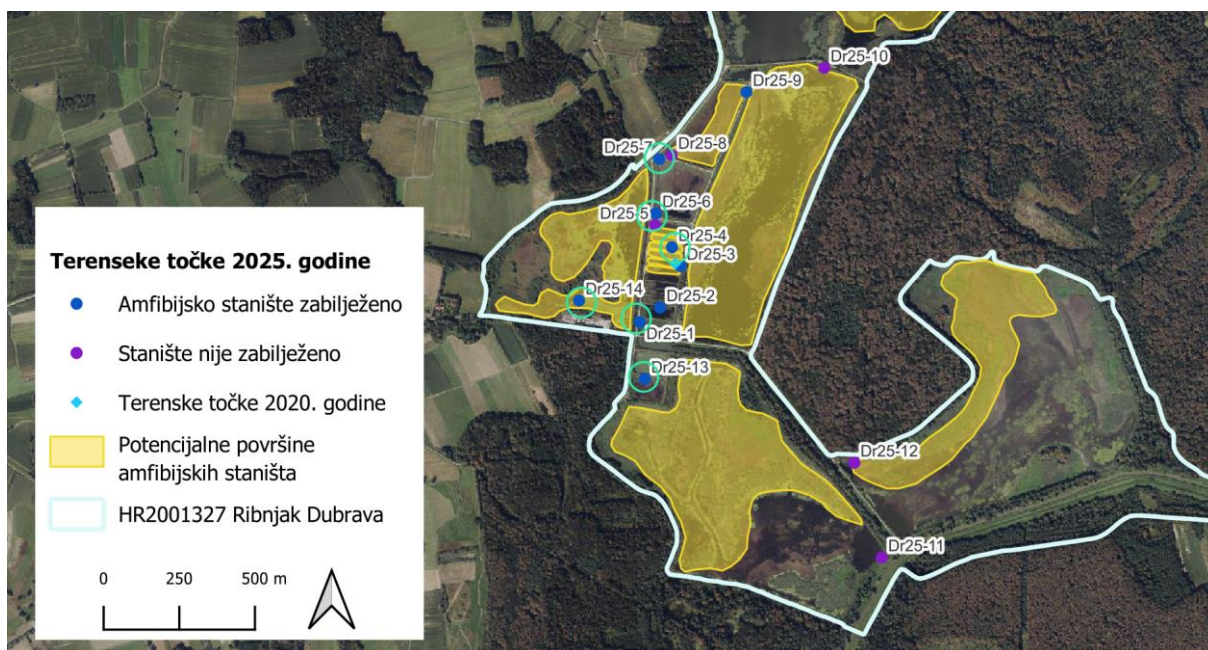 Dr25-10
Dr25-9
Dr25-7
Dr25-8
Dr25-6
Dr25-5
Dr25-4
Dr25-3
Dr25-14
Dr25-2
Dr25-1
Dr25-13
Dr25-12
Dr25-11
Terenseke točke 2025. godine
Amfibijsko stanište zabilježeno
Stanište nije zabilježeno
Terenske točke 2020. godine
Potencijalne površine
amfibijskih staništa
HR2001327 Ribnjak Dubrava
0 250 500 m